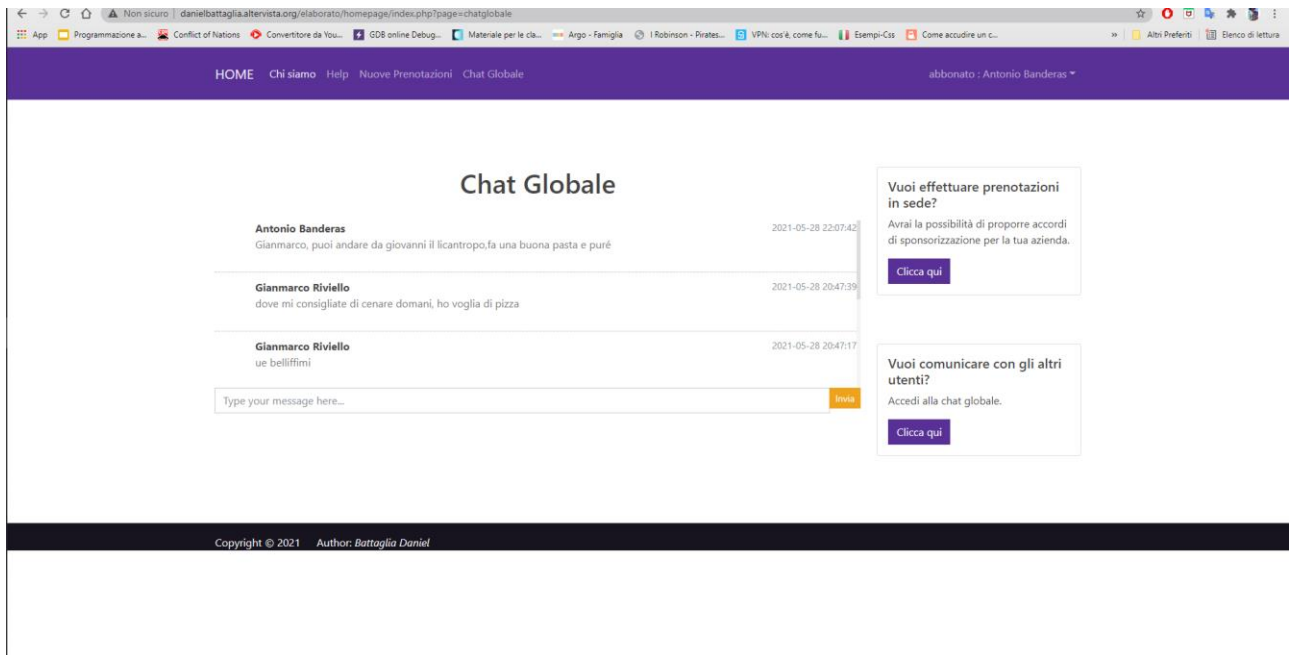 Non sicuro | danielbattaglia.altervista.org/elaborato/homepage/index.php?page=chatglobale
App Programmazione a... Conflict of Nations Convertitore da You... GDB online Debug... Materiale per le cla... Argo - Famiglia I Robinson - Pirates... VPN: cos'è, come fu... Esempi-Css Come accudire un c... » Altri Preferiti Elenco di lettura
HOME Chi siamo Help Nuove Prenotazioni Chat Globale abbonato : Antonio Banderas
Chat Globale
Antonio Banderas 2021-05-28 22:07:42
Gianmarco, puoi andare da giovanni il licantropo,fa una buona pasta e puré
Gianmarco Riviello 2021-05-28 20:47:39
dove mi consigliate di cenare domani, ho voglia di pizza
Gianmarco Riviello 2021-05-28 20:47:17
ue belliffimi
Type your message here... Invia
Vuoi effettuare prenotazioni
in sede?
Avrai la possibilità di proporre accordi
di sponsorizzazione per la tua azienda.
Clicca qui
Vuoi comunicare con gli altri
utenti?
Accedi alla chat globale.
Clicca qui
Copyright © 2021 Author: Battaglia Daniel